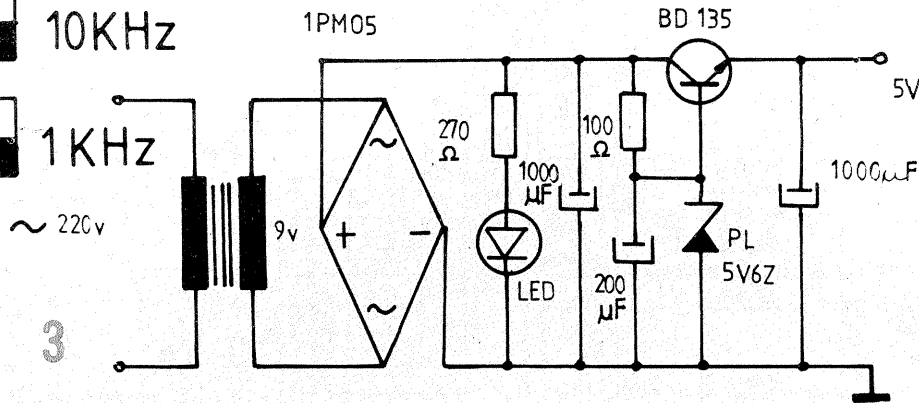 10KHz
1PM05
BD 135
5V
1KHz
270
Ω
1000
μF
100
Ω
1000μF
~ 220v
9v
~
+
-
~
LED
200
μF
PL
5V6Z
3